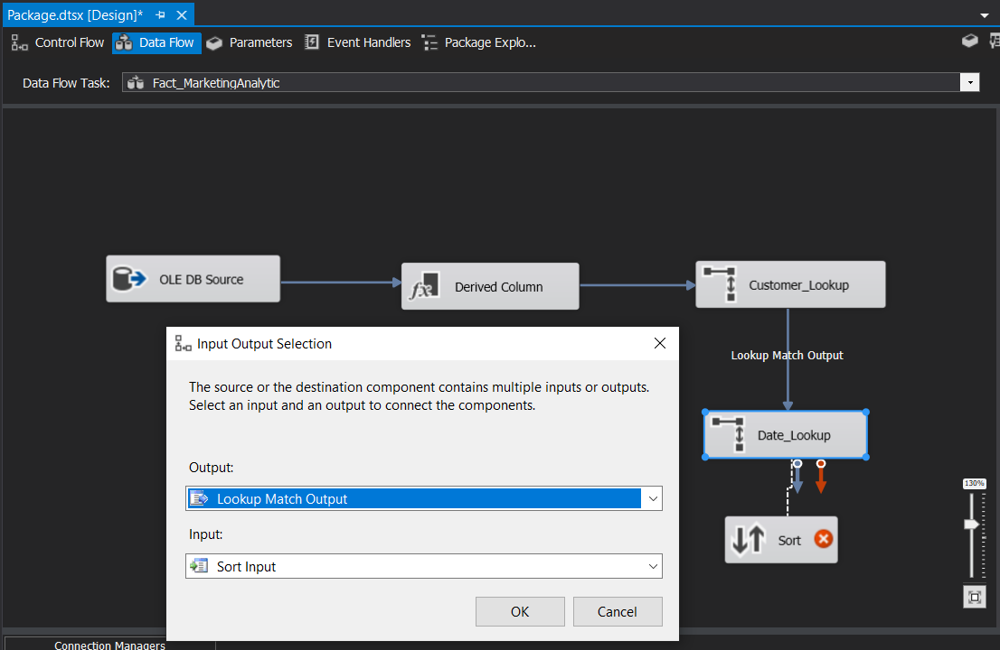 Package.dtsx [Design]*
Control Flow
Data Flow
Parameters
Event Handlers
Package Explo...
Data Flow Task:
Fact_MarketingAnalytic
OLE DB Source
Derived Column
Customer_Lookup
Input Output Selection
Lookup Match Output
The source or the destination component contains multiple inputs or outputs.
Select an input and an output to connect the components.
Date_Lookup
Output:
130%
Lookup Match Output
Input:
Sort
Sort Input
OK
Cancel
Connection Managers